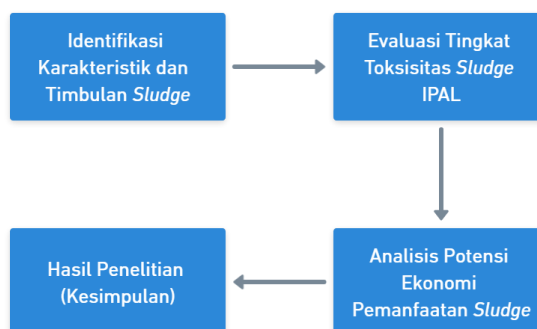 Identifikasi
Karakteristik dan
Timbulan Sludge
Evaluasi Tingkat
Toksisitas Sludge
IPAL
Analisis Potensi
Ekonomi
Pemanfaatan Sludge
Hasil Penelitian
(Kesimpulan)